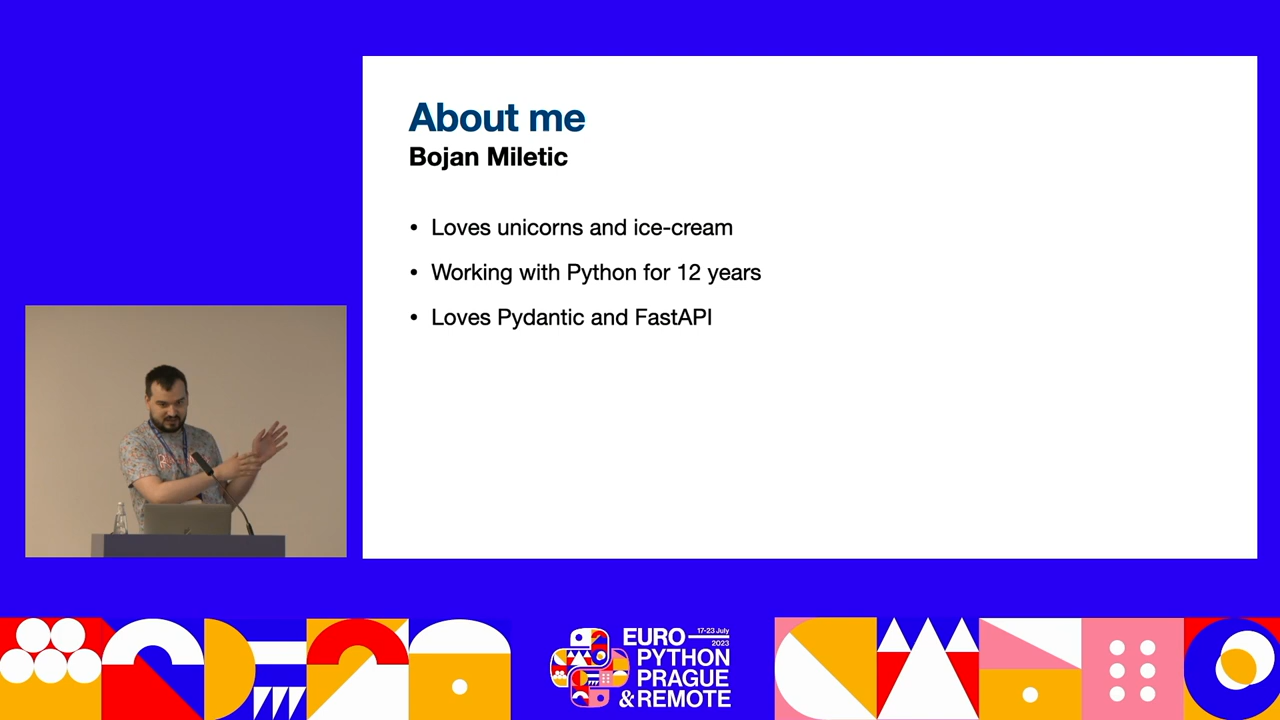 About me
Bojan Miletic
• Loves unicorns and ice-cream
• Working with Python for 12 years
• Loves Pydantic and FastAPI
EURO 17-23 July
2023
PYTHON
PRAGUE
& REMOTE